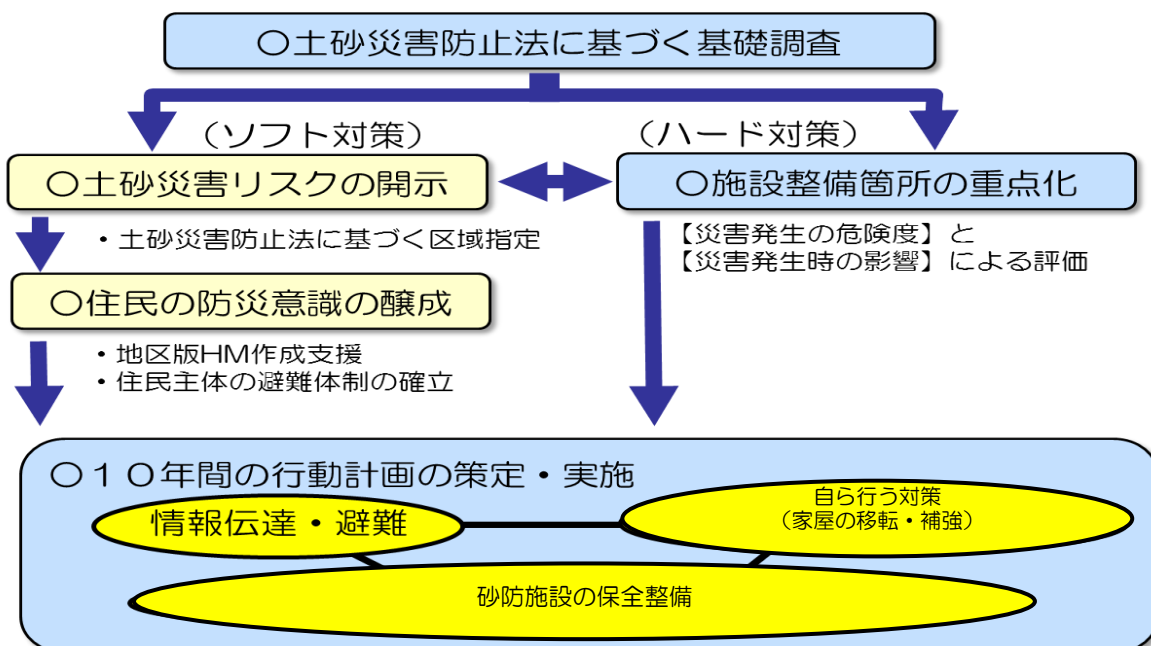 〇土砂災害防止法に基づく基礎調査
（ソフト対策）
（ハード対策）
〇土砂災害リスクの開示
〇施設整備箇所の重点化
・土砂災害防止法に基づく区域指定
【災害発生の危険度】と
【災害発生時の影響】による評価
〇住民の防災意識の醸成
・地区版HM作成支援
・住民主体の避難体制の確立
〇１０年間の行動計画の策定・実施
情報伝達・避難
自ら行う対策
（家屋の移転・補強）
砂防施設の保全整備